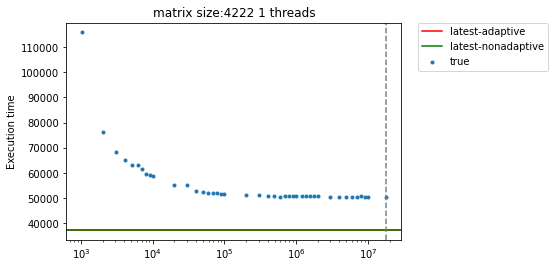 matrix size:4222 1 threads
Execution time
110000
100000
90000
80000
70000
60000
50000
40000
10³
10⁴
10⁵
10⁶
10⁷
latest-adaptive
latest-nonadaptive
true